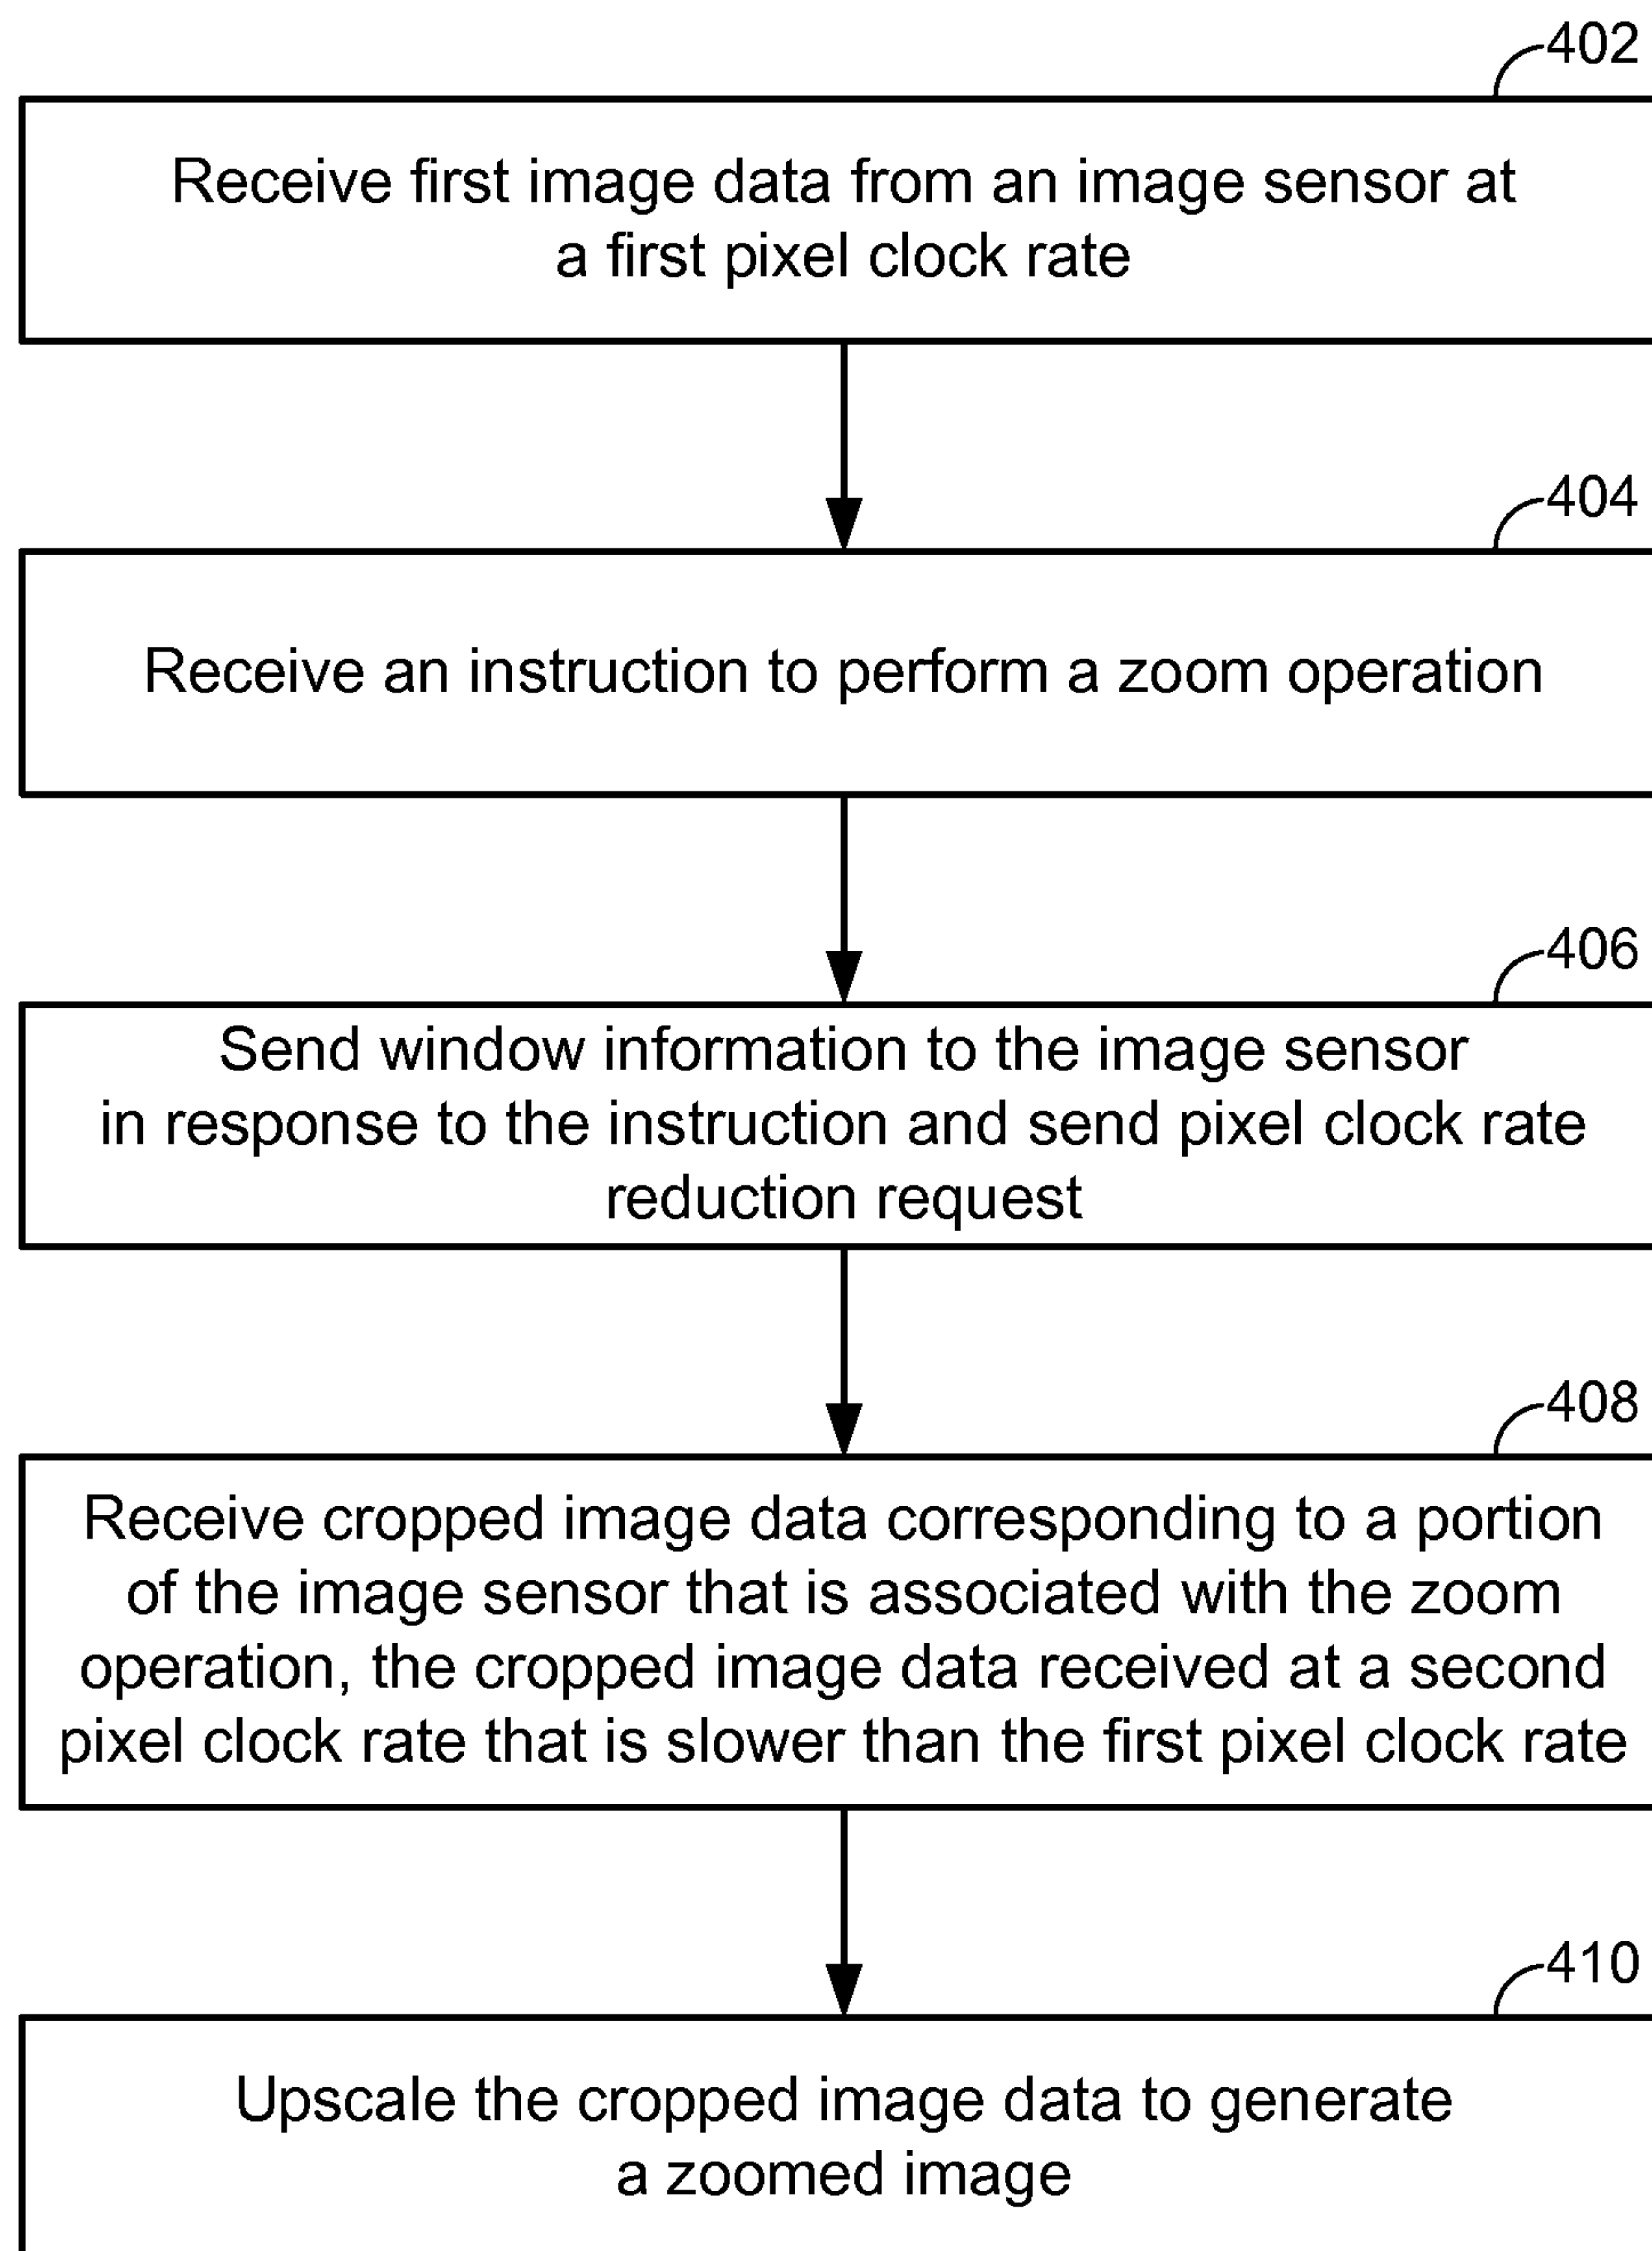 402
Receive first image data from an image sensor at
a first pixel clock rate
404
Receive an instruction to perform a zoom operation
406
Send window information to the image sensor
in response to the instruction and send pixel clock rate
reduction request
408
Receive cropped image data corresponding to a portion
of the image sensor that is associated with the zoom
operation, the cropped image data received at a second
pixel clock rate that is slower than the first pixel clock rate
410
Upscale the cropped image data to generate
a zoomed image